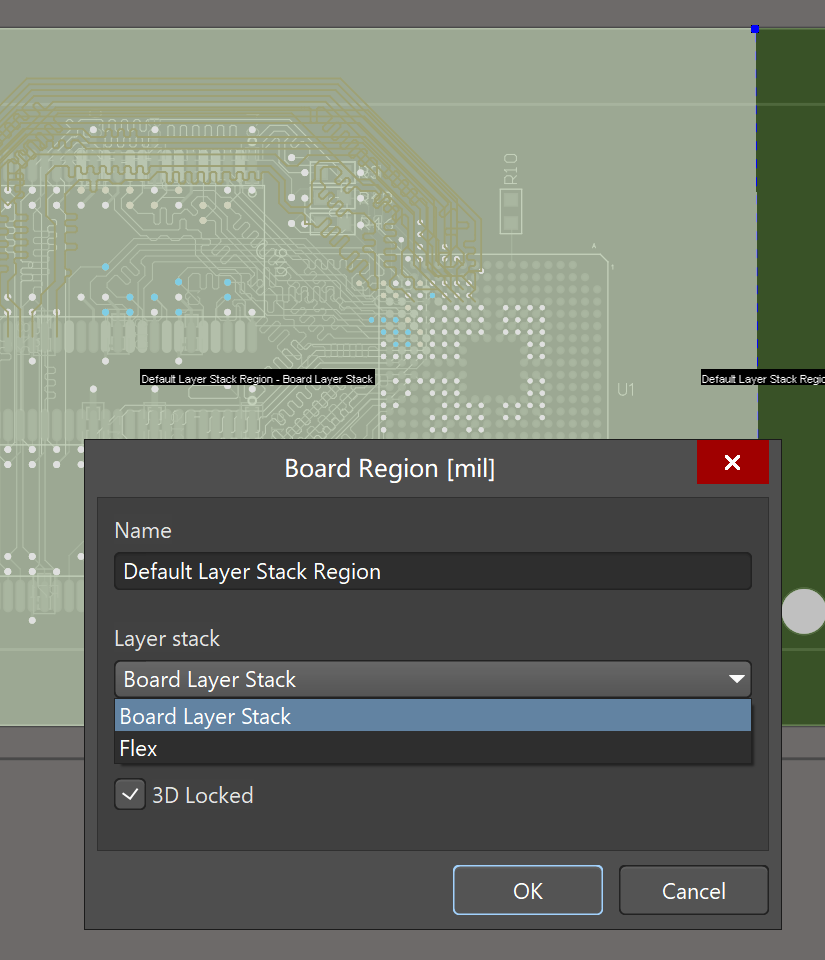 R10
U1
Default Layer Stack Region - Board Layer Stack
Default Layer Stack
Board Region [mil]
Name
Default Layer Stack Region
Layer stack
Board Layer Stack
Board Layer Stack
Flex
3D Locked
OK
Cancel